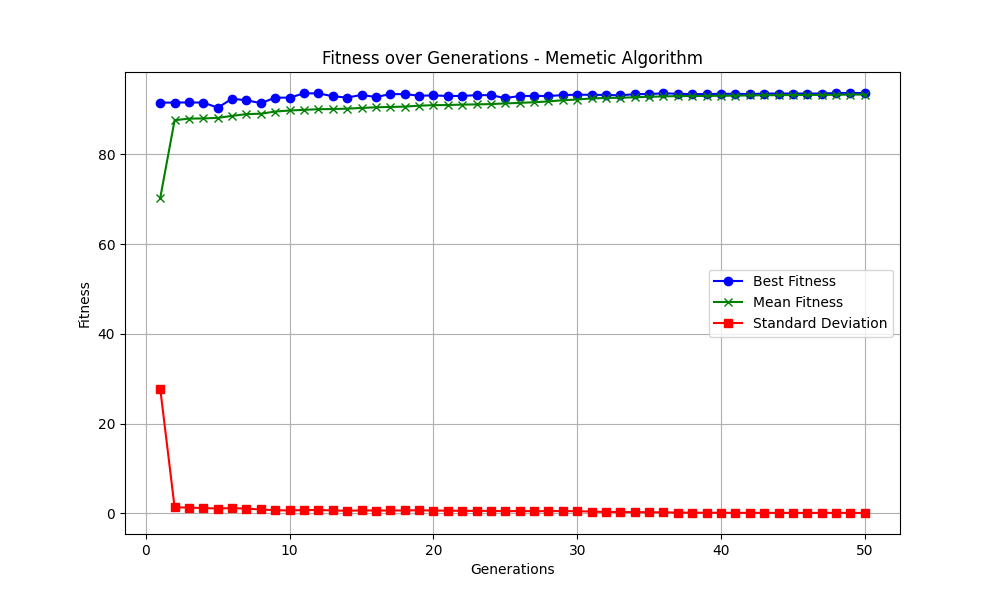 Fitness over Generations - Memetic Algorithm
Fitness
80
60
40
20
0
Best Fitness
Mean Fitness
Standard Deviation
0
10
20
30
40
50
Generations